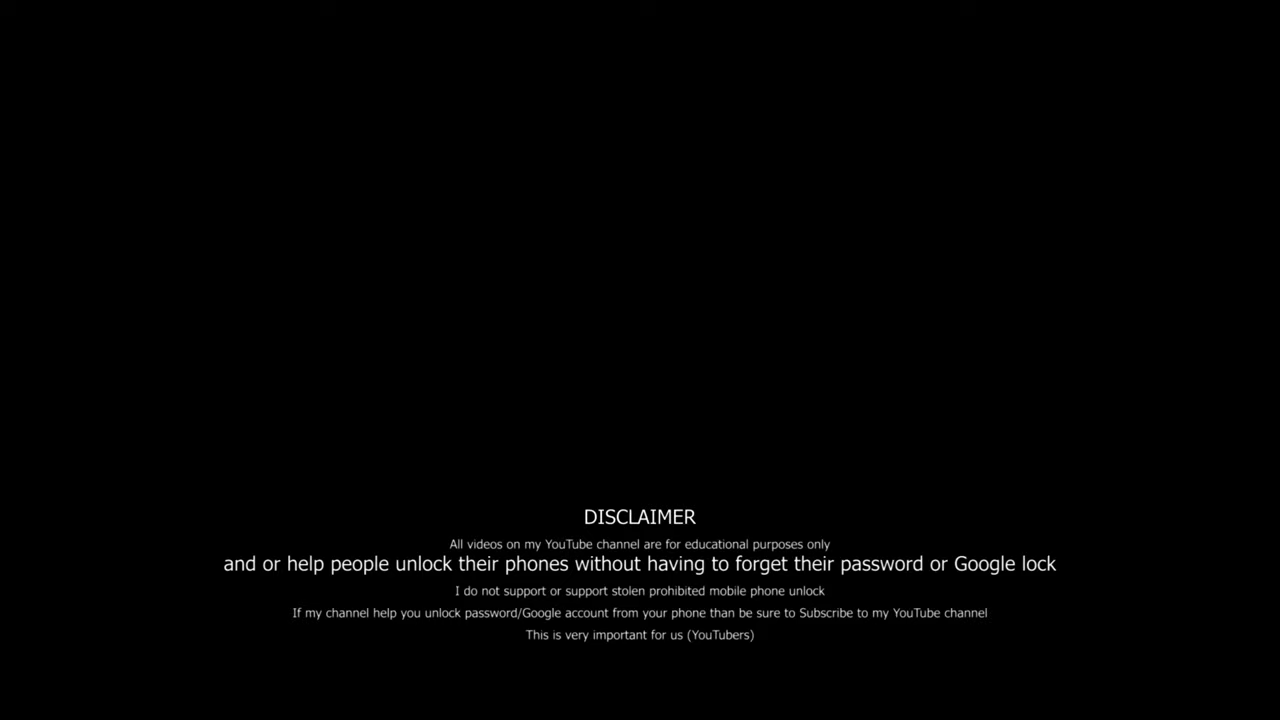 DISCLAIMER
All videos on my YouTube channel are for educational purposes only
and or help people unlock their phones without having to forget their password or Google lock
I do not support or support stolen prohibited mobile phone unlock
If my channel help you unlock password/Google account from your phone than be sure to Subscribe to my YouTube channel
This is very important for us (YouTubers)